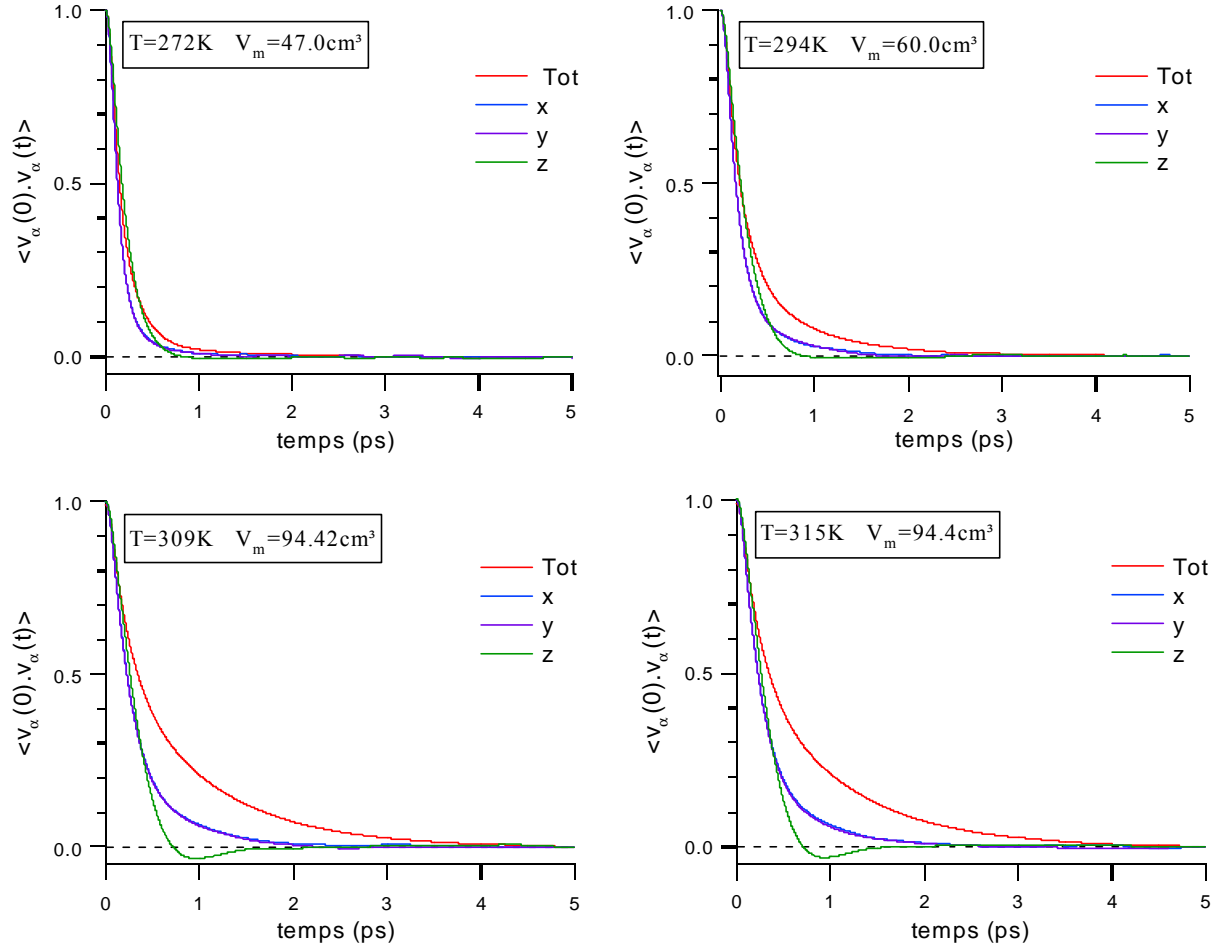 1.0
T=272K V_m=47.0cm³
Tot
x
y
z
0.5
0.0
<v_α(0).v_α(t)>
0 1 2 3 4 5
temps (ps)
1.0
T=294K V_m=60.0cm³
Tot
x
y
z
0.5
0.0
<v_α(0).v_α(t)>
0 1 2 3 4 5
temps (ps)
1.0
T=309K V_m=94.42cm³
Tot
x
y
z
0.5
0.0
<v_α(0).v_α(t)>
0 1 2 3 4 5
temps (ps)
1.0
T=315K V_m=94.4cm³
Tot
x
y
z
0.5
0.0
<v_α(0).v_α(t)>
0 1 2 3 4 5
temps (ps)